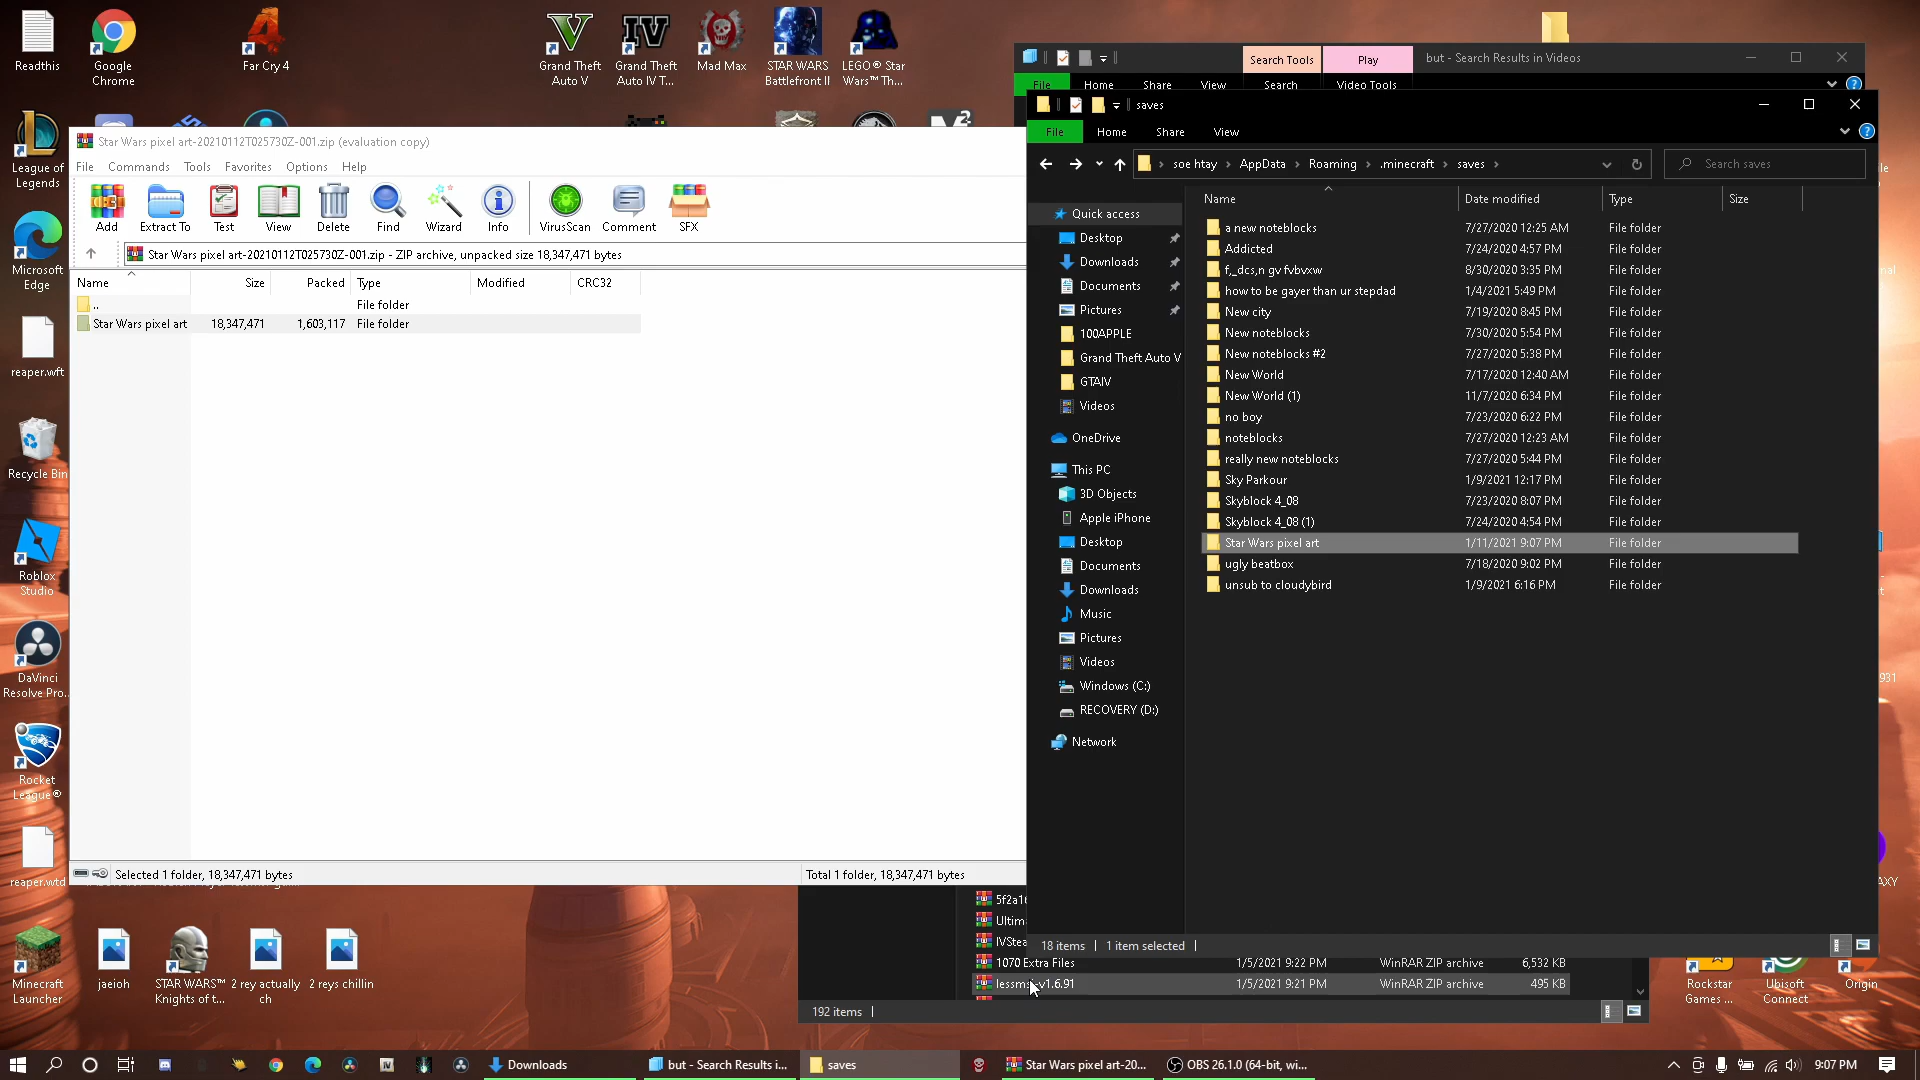 Readthis
Google
Chrome
Far Cry 4
Grand Theft
Auto V
Grand Theft
Auto IV T...
Mad Max
STAR WARS
Battlefront II
LEGO® Star
Wars™ Th...
League of
Legends
Microsoft
Edge
reaper.wft
Recycle Bin
Roblox
Studio
DaVinci
Resolve Pro...
Rocket
League®
reaper.wtd
Minecraft
Launcher
jaeioh
STAR WARS™
Knights of t...
2 rey actually
ch
2 reys chillin
Rockstar
Games ...
Ubisoft
Connect
Origin
Star Wars pixel art-20210112T025730Z-001.zip (evaluation copy)
File Commands Tools Favorites Options Help
Add Extract To Test View Delete Find Wizard Info VirusScan Comment SFX
Star Wars pixel art-20210112T025730Z-001.zip - ZIP archive, unpacked size 18,347,471 bytes
Name Size Packed Type Modified CRC32
.. File folder
Star Wars pixel art 18,347,471 1,603,117 File folder
Selected 1 folder, 18,347,471 bytes
Total 1 folder, 18,347,471 bytes
Search Tools Play but - Search Results in Videos
File Home Share View Search Video Tools
saves
File Home Share View
soe htay AppData Roaming .minecraft saves
Search saves
Quick access
Desktop
Downloads
Documents
Pictures
100APPLE
Grand Theft Auto V
GTAIV
Videos
OneDrive
This PC
3D Objects
Apple iPhone
Desktop
Documents
Downloads
Music
Pictures
Videos
Windows (C:)
RECOVERY (D:)
Network
Name Date modified Type Size
a new noteblocks 7/27/2020 12:25 AM File folder
Addicted 7/24/2020 4:57 PM File folder
f,_dcs,n gv fvbvxw 8/30/2020 3:35 PM File folder
how to be gayer than ur stepdad 1/4/2021 5:49 PM File folder
New city 7/19/2020 8:45 PM File folder
New noteblocks 7/30/2020 5:54 PM File folder
New noteblocks #2 7/27/2020 5:38 PM File folder
New World 7/17/2020 12:40 AM File folder
New World (1) 11/7/2020 6:34 PM File folder
no boy 7/23/2020 6:22 PM File folder
noteblocks 7/27/2020 12:23 AM File folder
really new noteblocks 7/27/2020 5:44 PM File folder
Sky Parkour 1/9/2021 12:17 PM File folder
Skyblock 4_08 7/23/2020 8:07 PM File folder
Skyblock 4_08 (1) 7/24/2020 4:54 PM File folder
Star Wars pixel art 1/11/2021 9:07 PM File folder
ugly beatbox 7/18/2020 9:02 PM File folder
unsub to cloudybird 1/9/2021 6:16 PM File folder
18 items 1 item selected
5f2a1
Ultim
IVStea
1070 Extra Files 1/5/2021 9:22 PM WinRAR ZIP archive 6,532 KB
1/5/2021 9:21 PM WinRAR ZIP archive 495 KB
192 items
Downloads
but - Search Results i...
saves
Star Wars pixel art-20...
OBS 26.1.0 (64-bit, wi...
9:07 PM